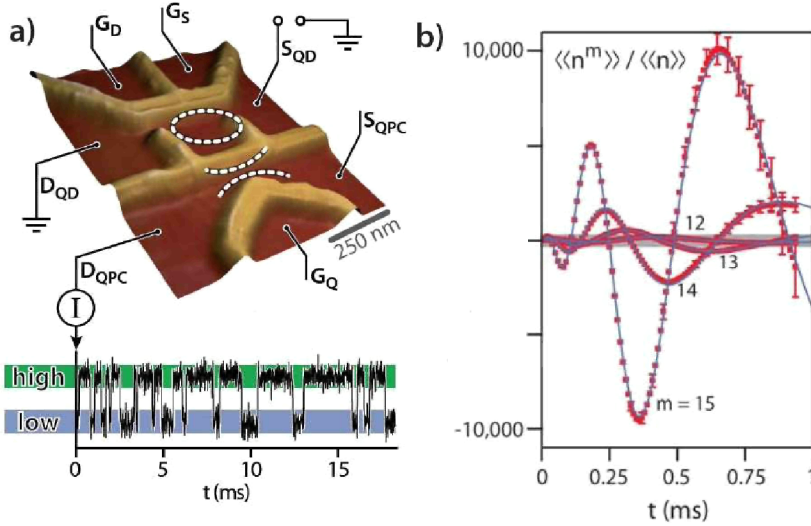 a)
G_D
G_S
S_QD
S_QPC
D_QD
250 nm
D_QPC
G_Q
I
high
low
0 5 10 15
t (ms)
b)
10,000
⟨⟨n^m⟩⟩ / ⟨⟨n⟩⟩
12
13
14
m = 15
-10,000
0 0.25 0.5 0.75 1
t (ms)